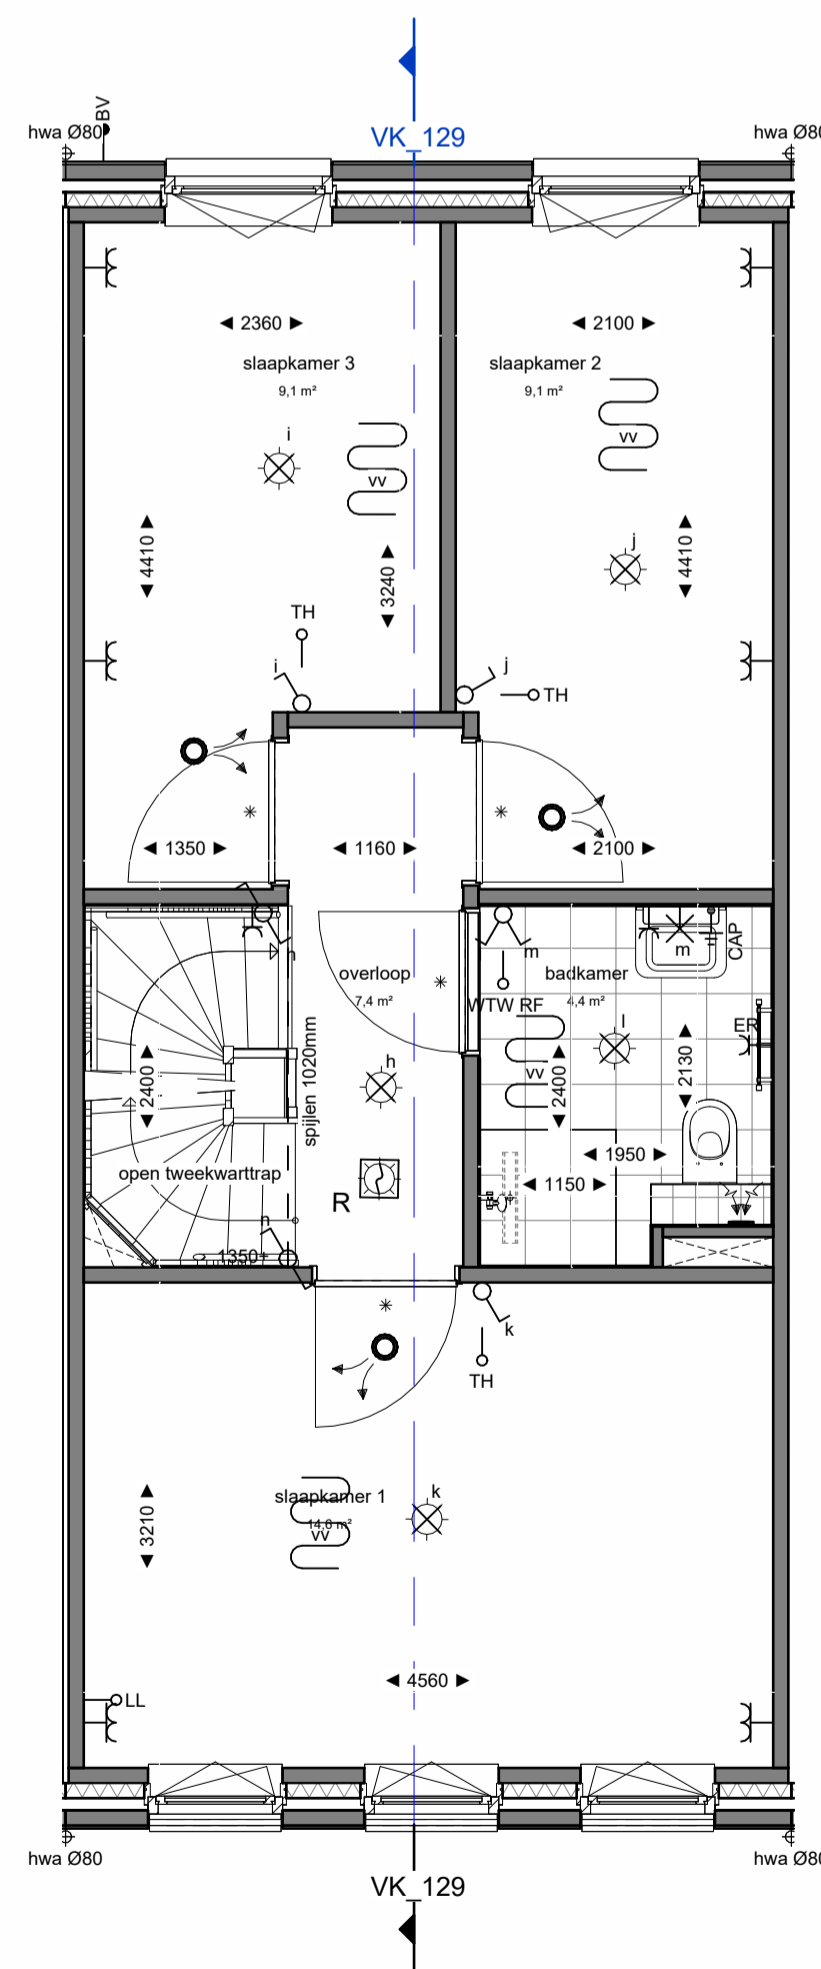 BV
hwa Ø80
VK_129
hwa Ø80
2360
2100
slaapkamer 3
9,1 m²
slaapkamer 2
9,1 m²
i
vv
vv
j
4410
3240
4410
TH
i
j
TH
1350
1160
2100
m
CAP
m
overloop
7,4 m²
badkamer
4,4 m²
WTW RF
l
ER
h
vv
2400
spijlen 1020mm
2400
2130
open tweekwarttrap
1950
1150
R
n
1350+
k
TH
slaapkamer 1
14,6 m²
vv
k
3210
4560
LL
hwa Ø80
VK_129
hwa Ø80